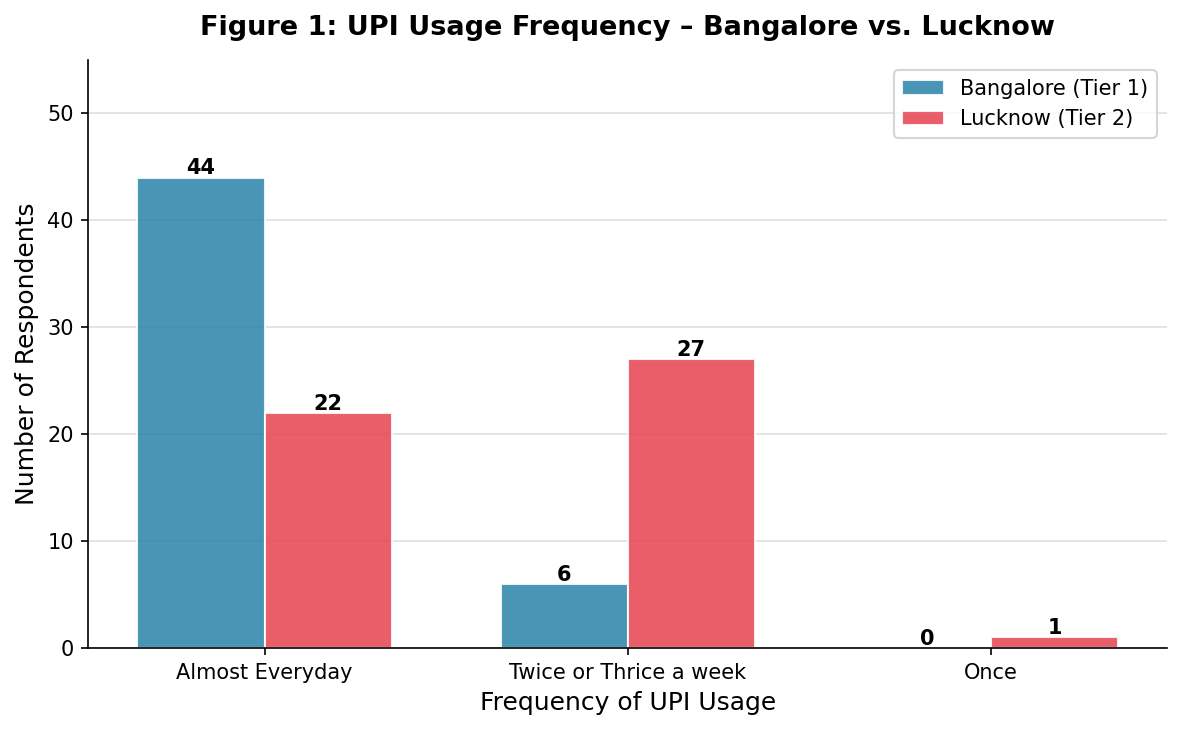 Figure 1: UPI Usage Frequency – Bangalore vs. Lucknow
Bangalore (Tier 1)
Lucknow (Tier 2)
Number of Respondents
50
40
30
20
10
0
44
22
6
27
0
1
Almost Everyday
Twice or Thrice a week
Once
Frequency of UPI Usage